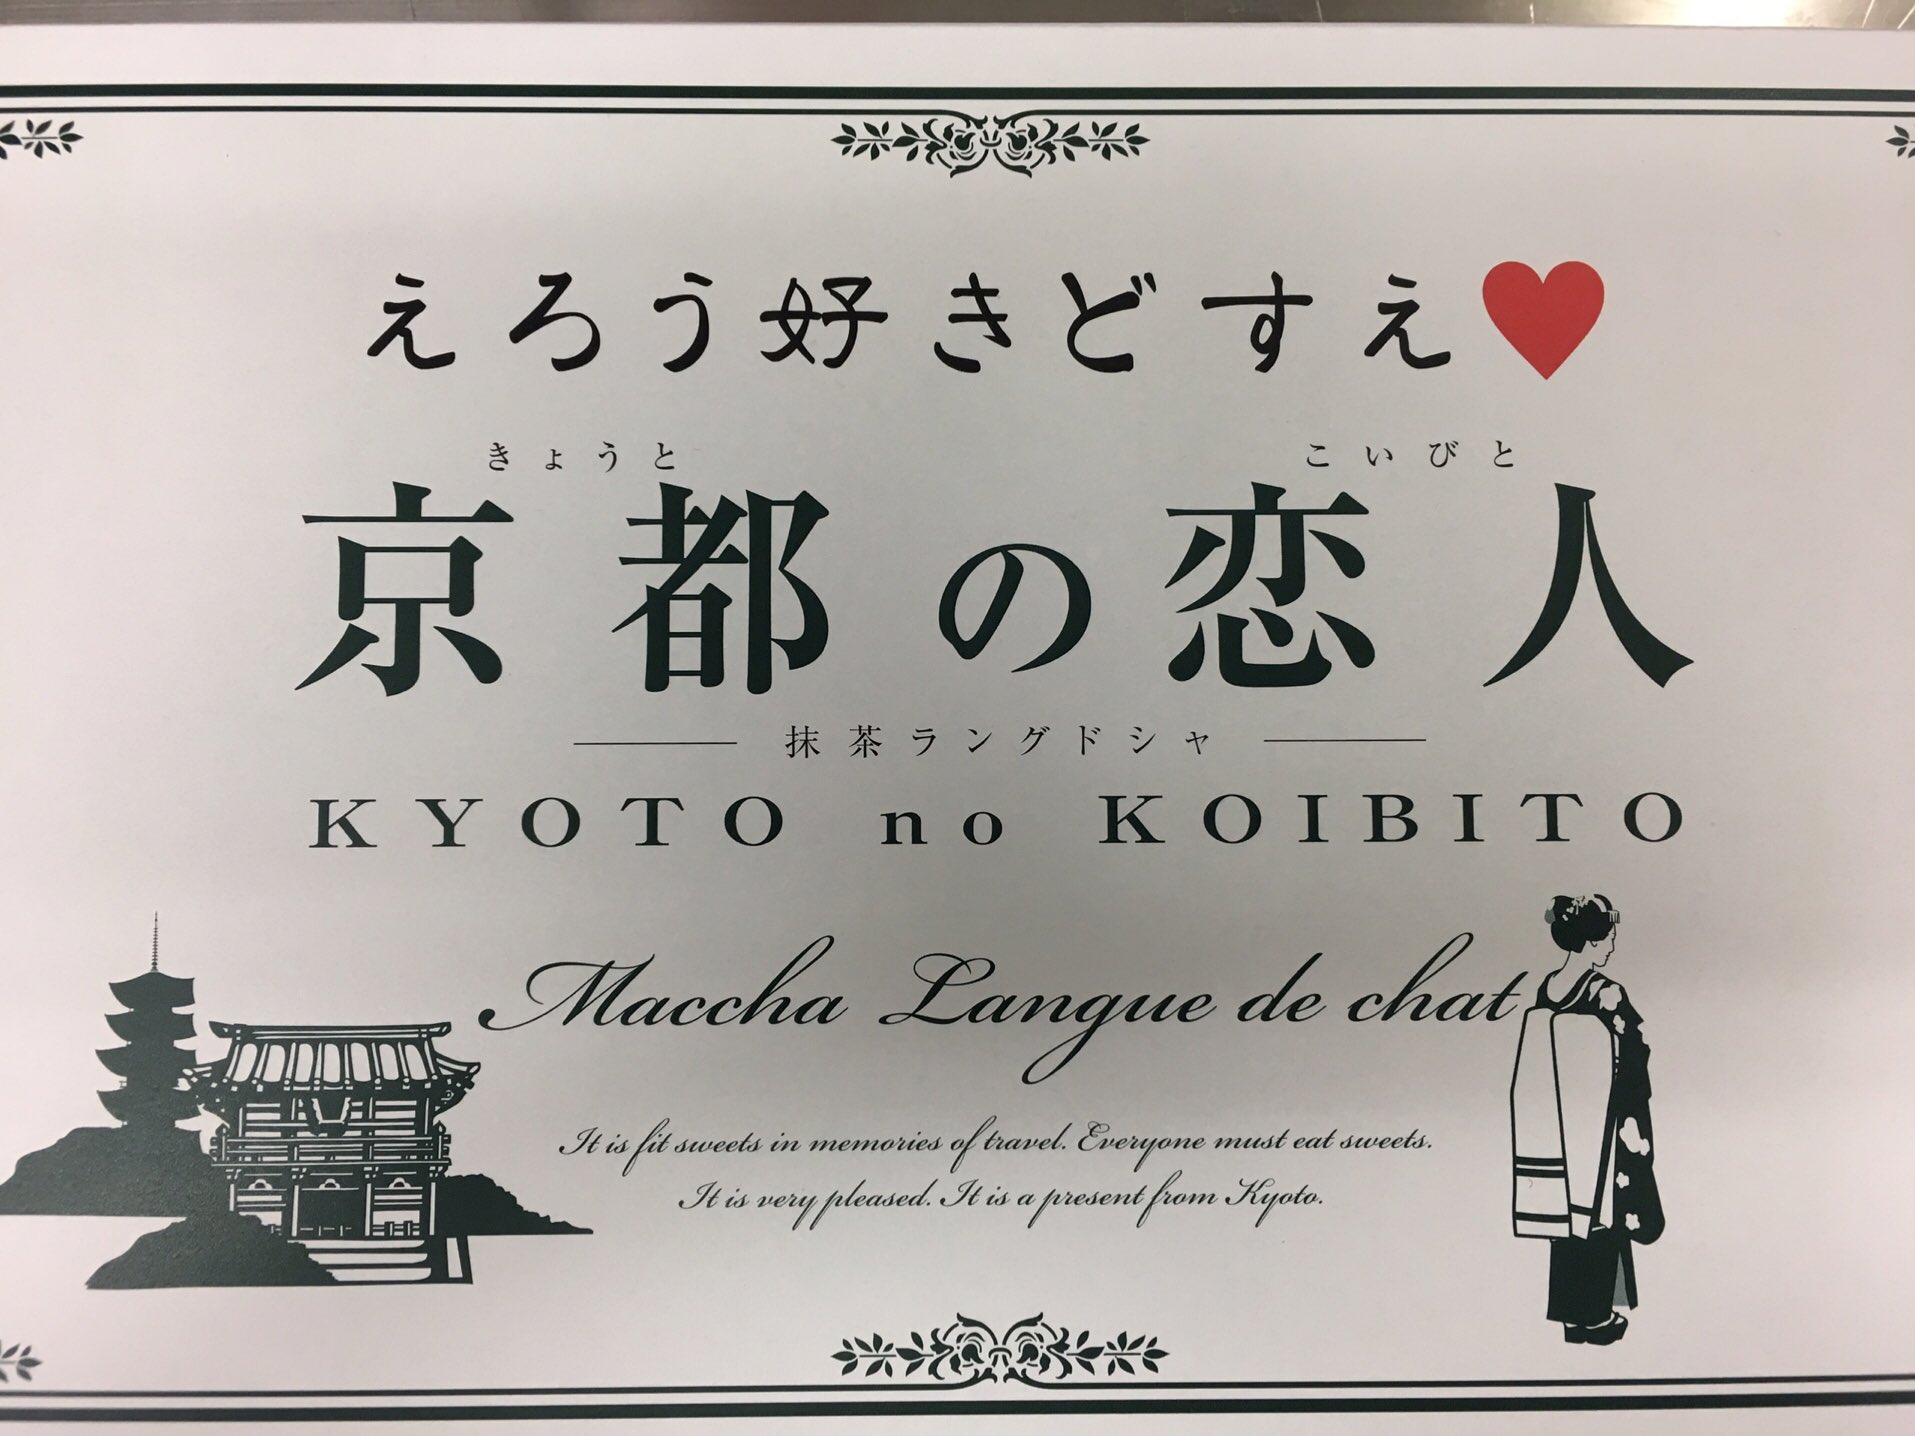 えろう好きどすえ♥
きょうと こいびと
京都の恋人
抹茶ラングドシャ
KYOTO no KOIBITO
Maccha Langue de chat
It is fit sweets in memories of travel. Everyone must eat sweets.
It is very pleased. It is a present from Kyoto.